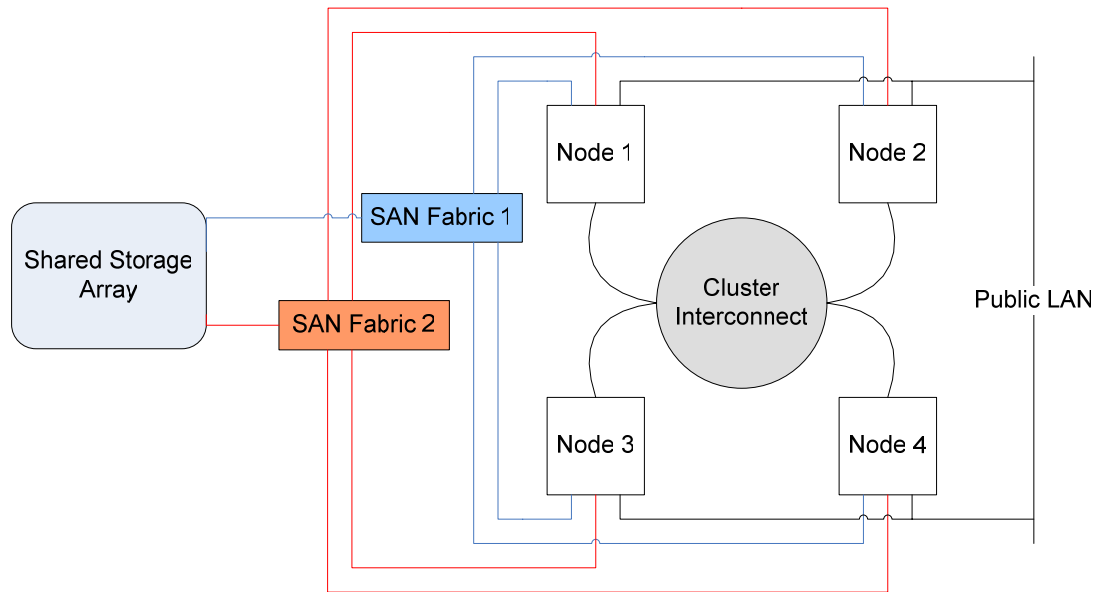 Node 1
Node 2
SAN Fabric 1
Shared Storage
Array
SAN Fabric 2
Cluster
Interconnect
Public LAN
Node 3
Node 4